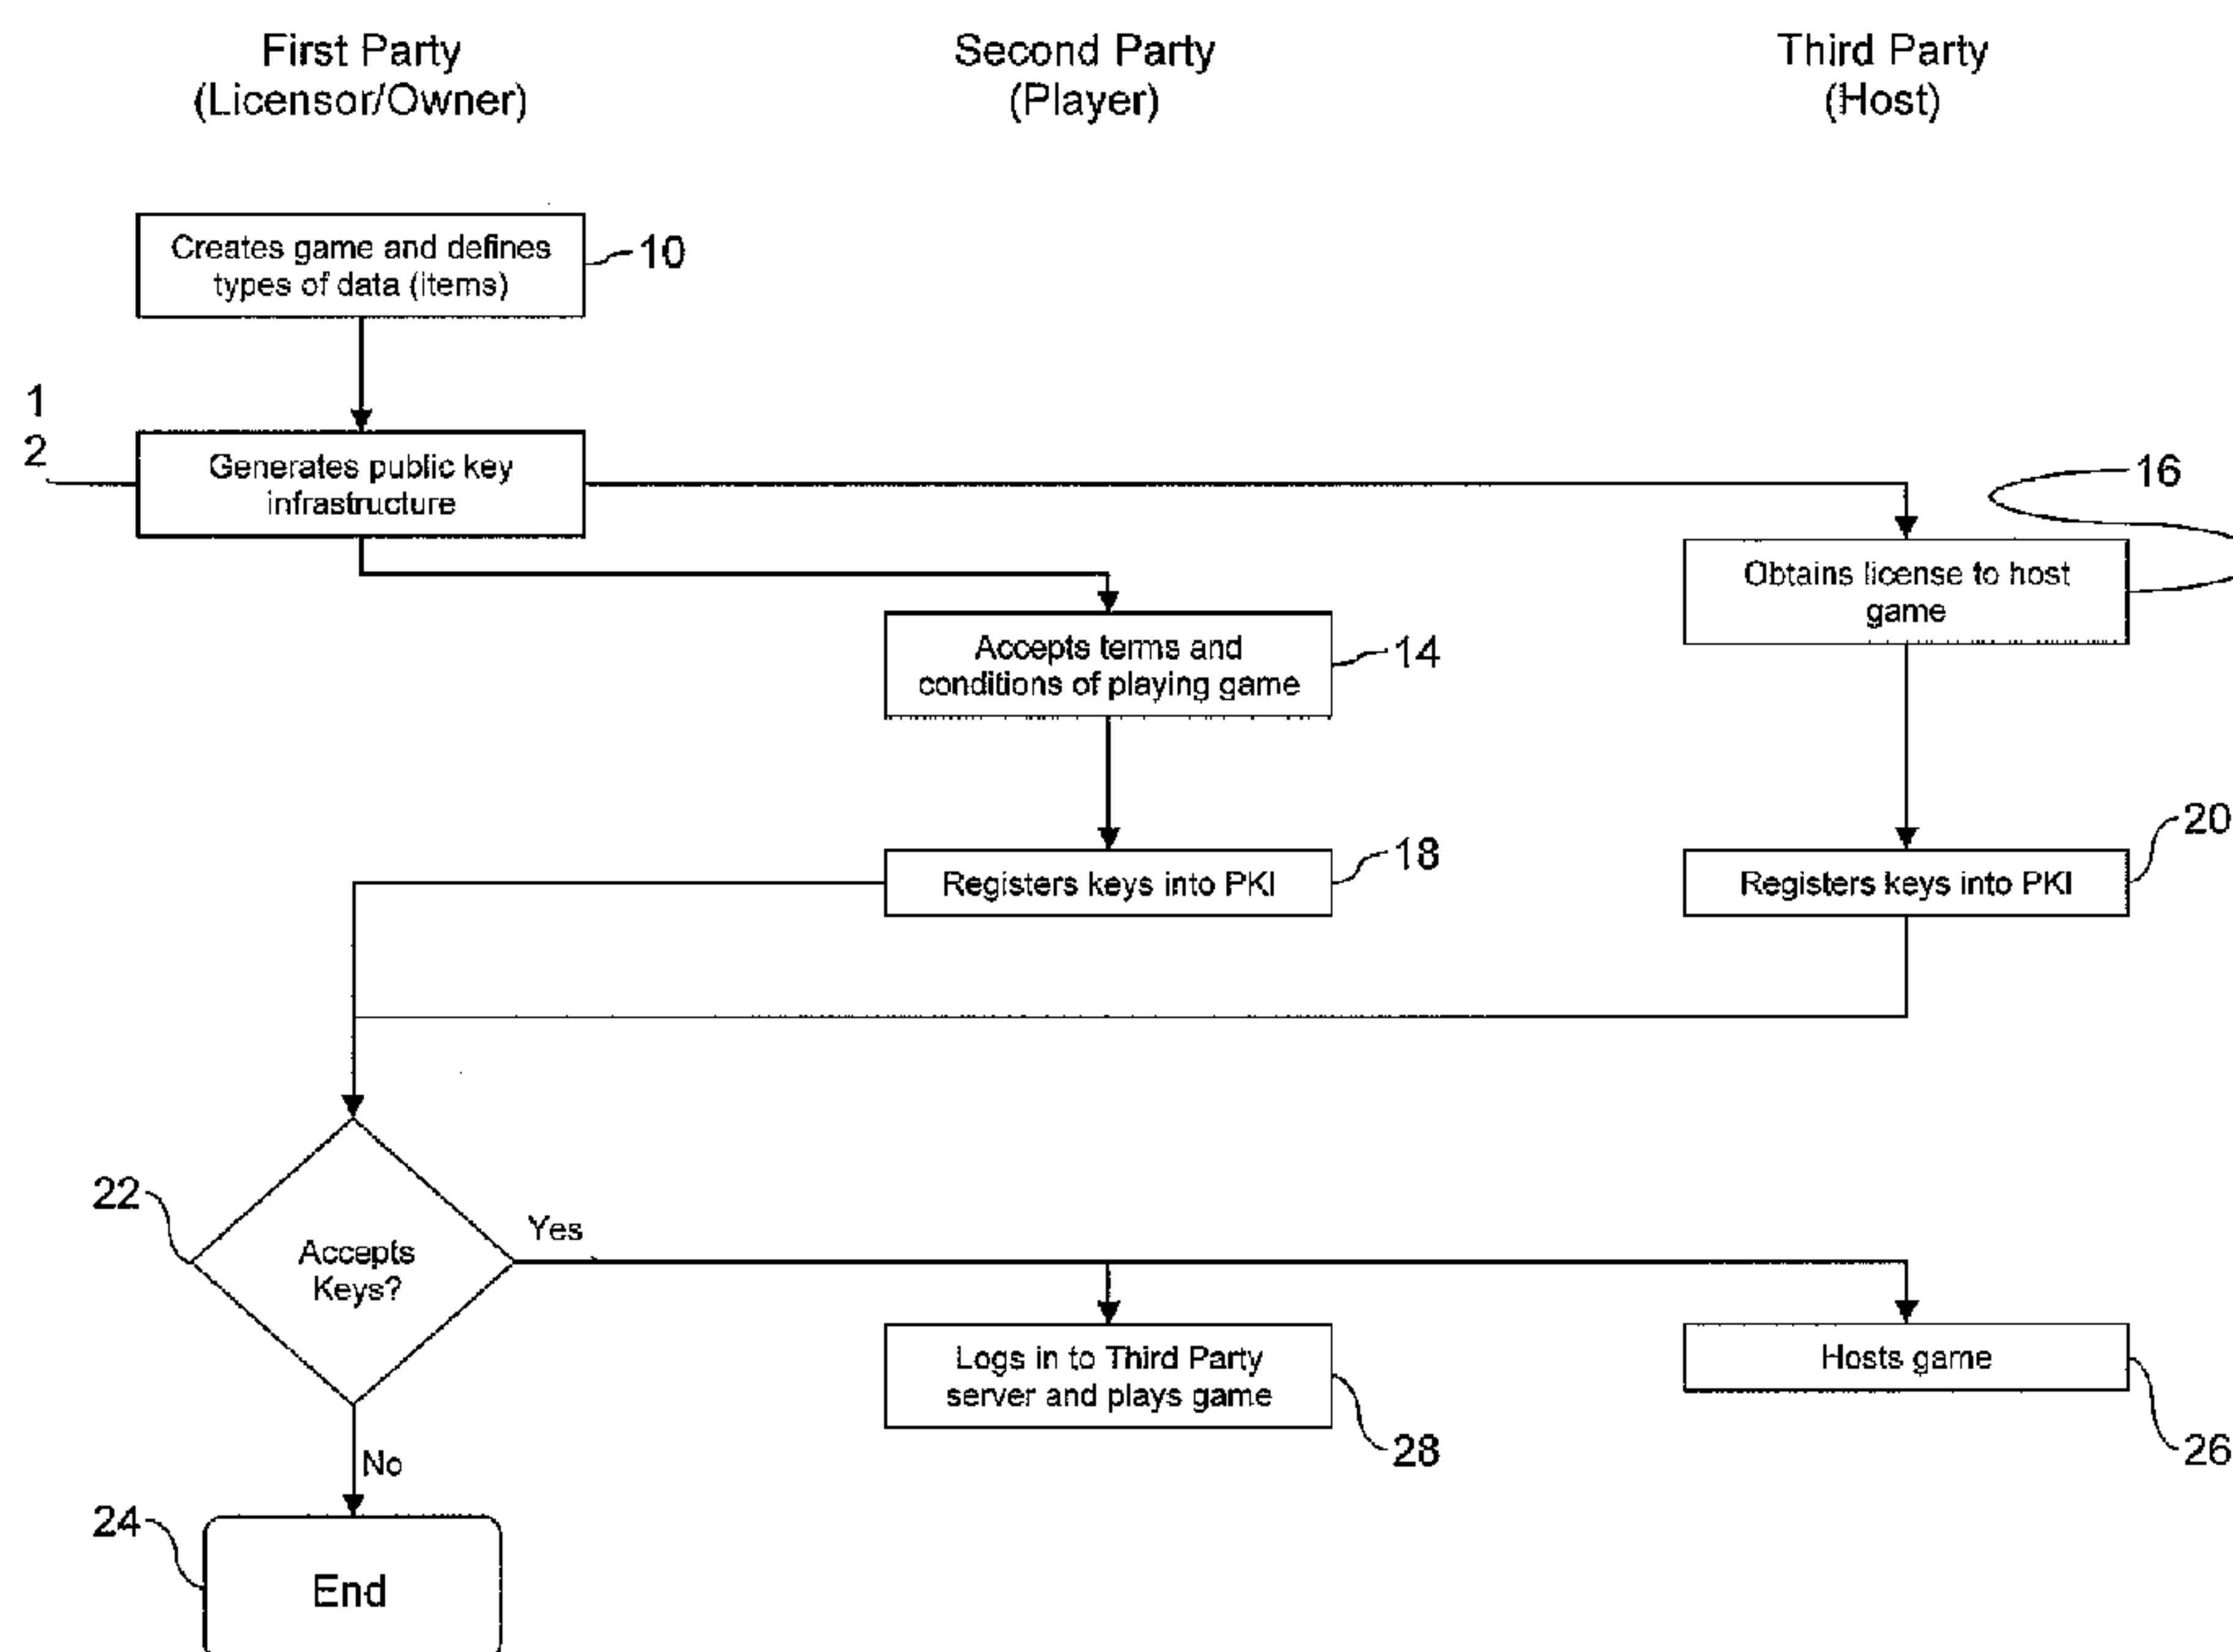 First Party
(Licensor/Owner)
Second Party
(Player)
Third Party
(Host)
Creates game and defines
types of data (items)
10
1
2
Generates public key
infrastructure
16
Obtains license to host
game
Accepts terms and
conditions of playing game
14
Registers keys into PKI
18
Registers keys into PKI
20
22
Accepts
Keys?
Yes
Logs in to Third Party
server and plays game
28
Hosts game
26
No
24
End